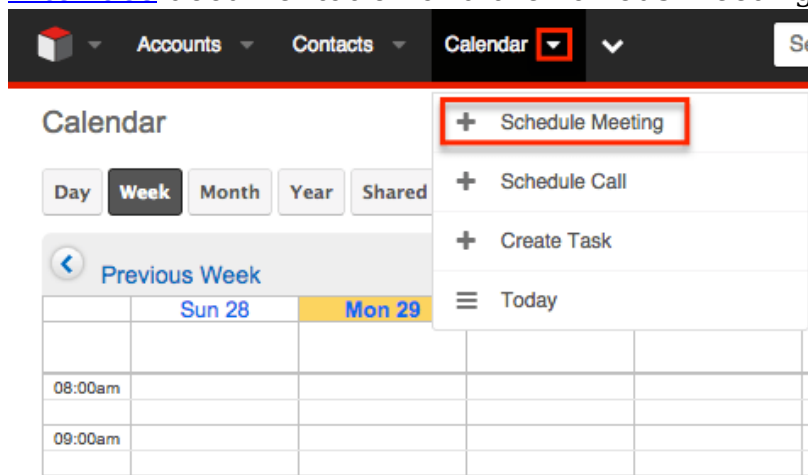 Accounts Contacts Calendar
Calendar
Schedule Meeting
Day Week Month Year Shared
Schedule Call
Create Task
Previous Week
Today
Sun 28 Mon 29
08:00am
09:00am